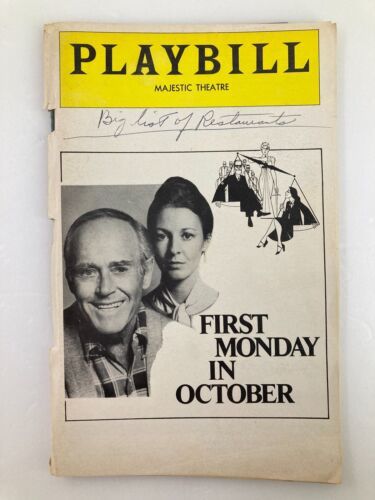 PLAYBILL
MAJESTIC THEATRE
Big list of Restaurants
FIRST
MONDAY
IN
OCTOBER